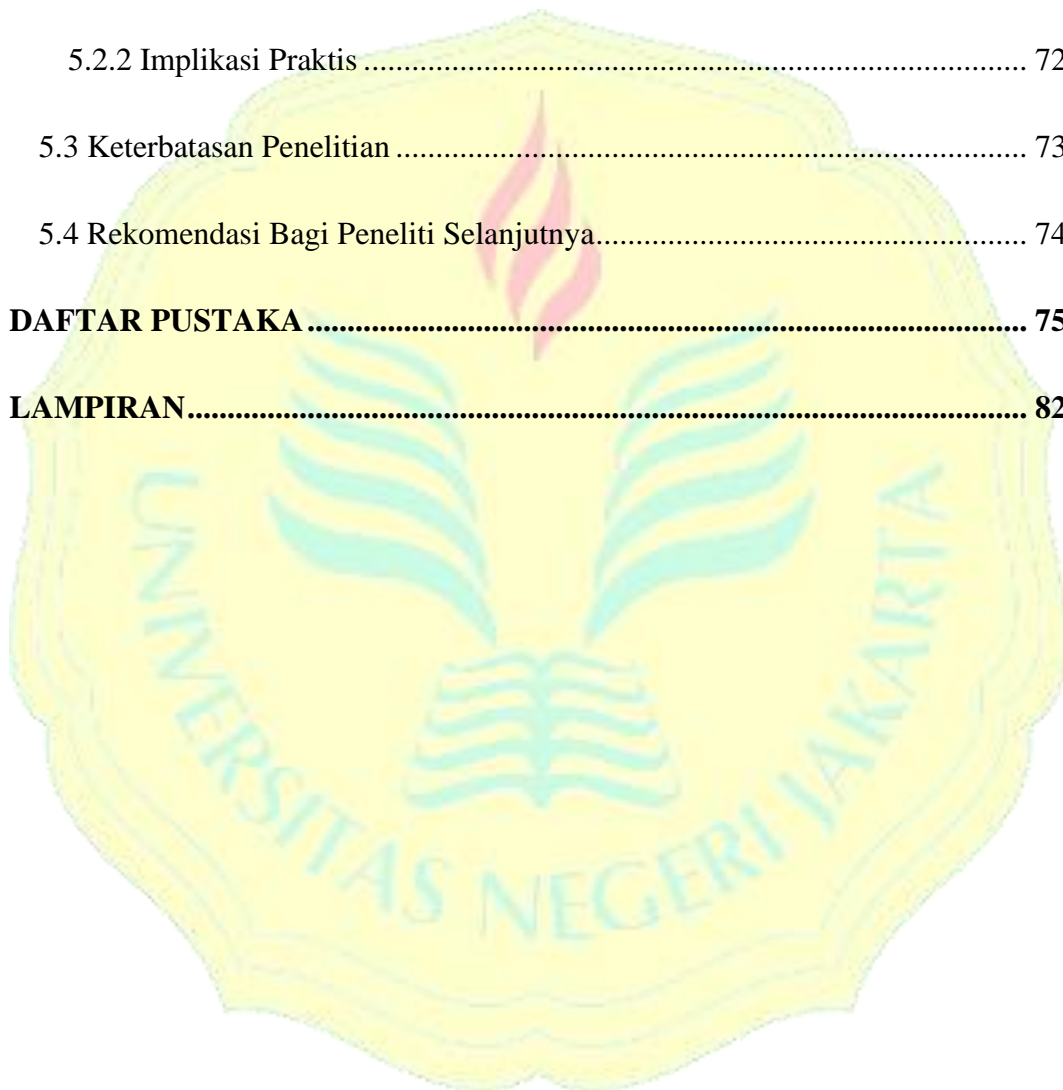 5.2.2 Implikasi Praktis ........ 72
5.3 Keterbatasan Penelitian ........ 73
5.4 Rekomendasi Bagi Peneliti Selanjutnya ........ 74
DAFTAR PUSTAKA ........ 75
LAMPIRAN ........ 82
UNIVERSITAS NEGERI JAKARTA